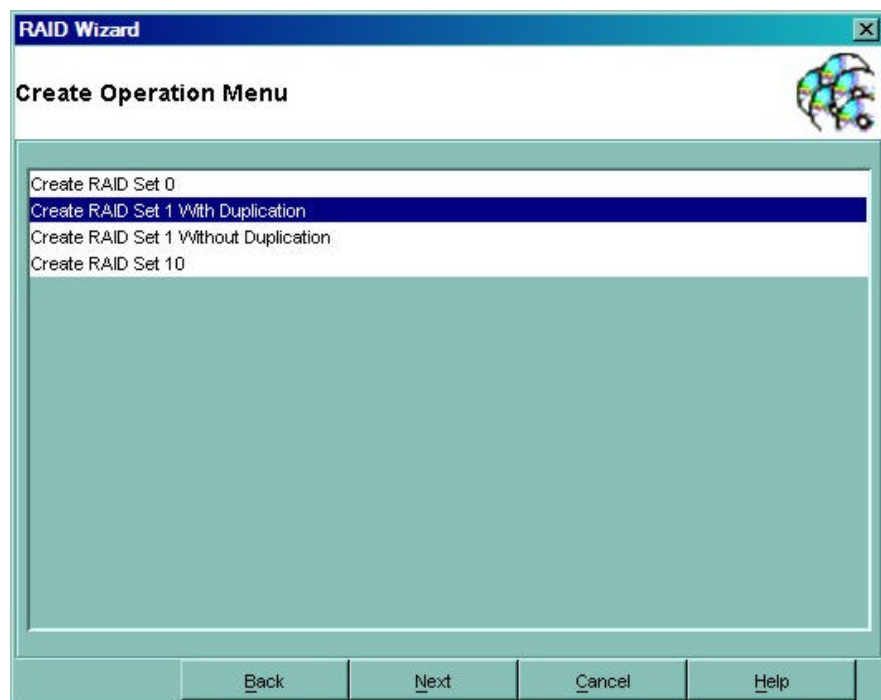 RAID Wizard
Create Operation Menu
Create RAID Set 0
Create RAID Set 1 With Duplication
Create RAID Set 1 Without Duplication
Create RAID Set 10
Back Next Cancel Help